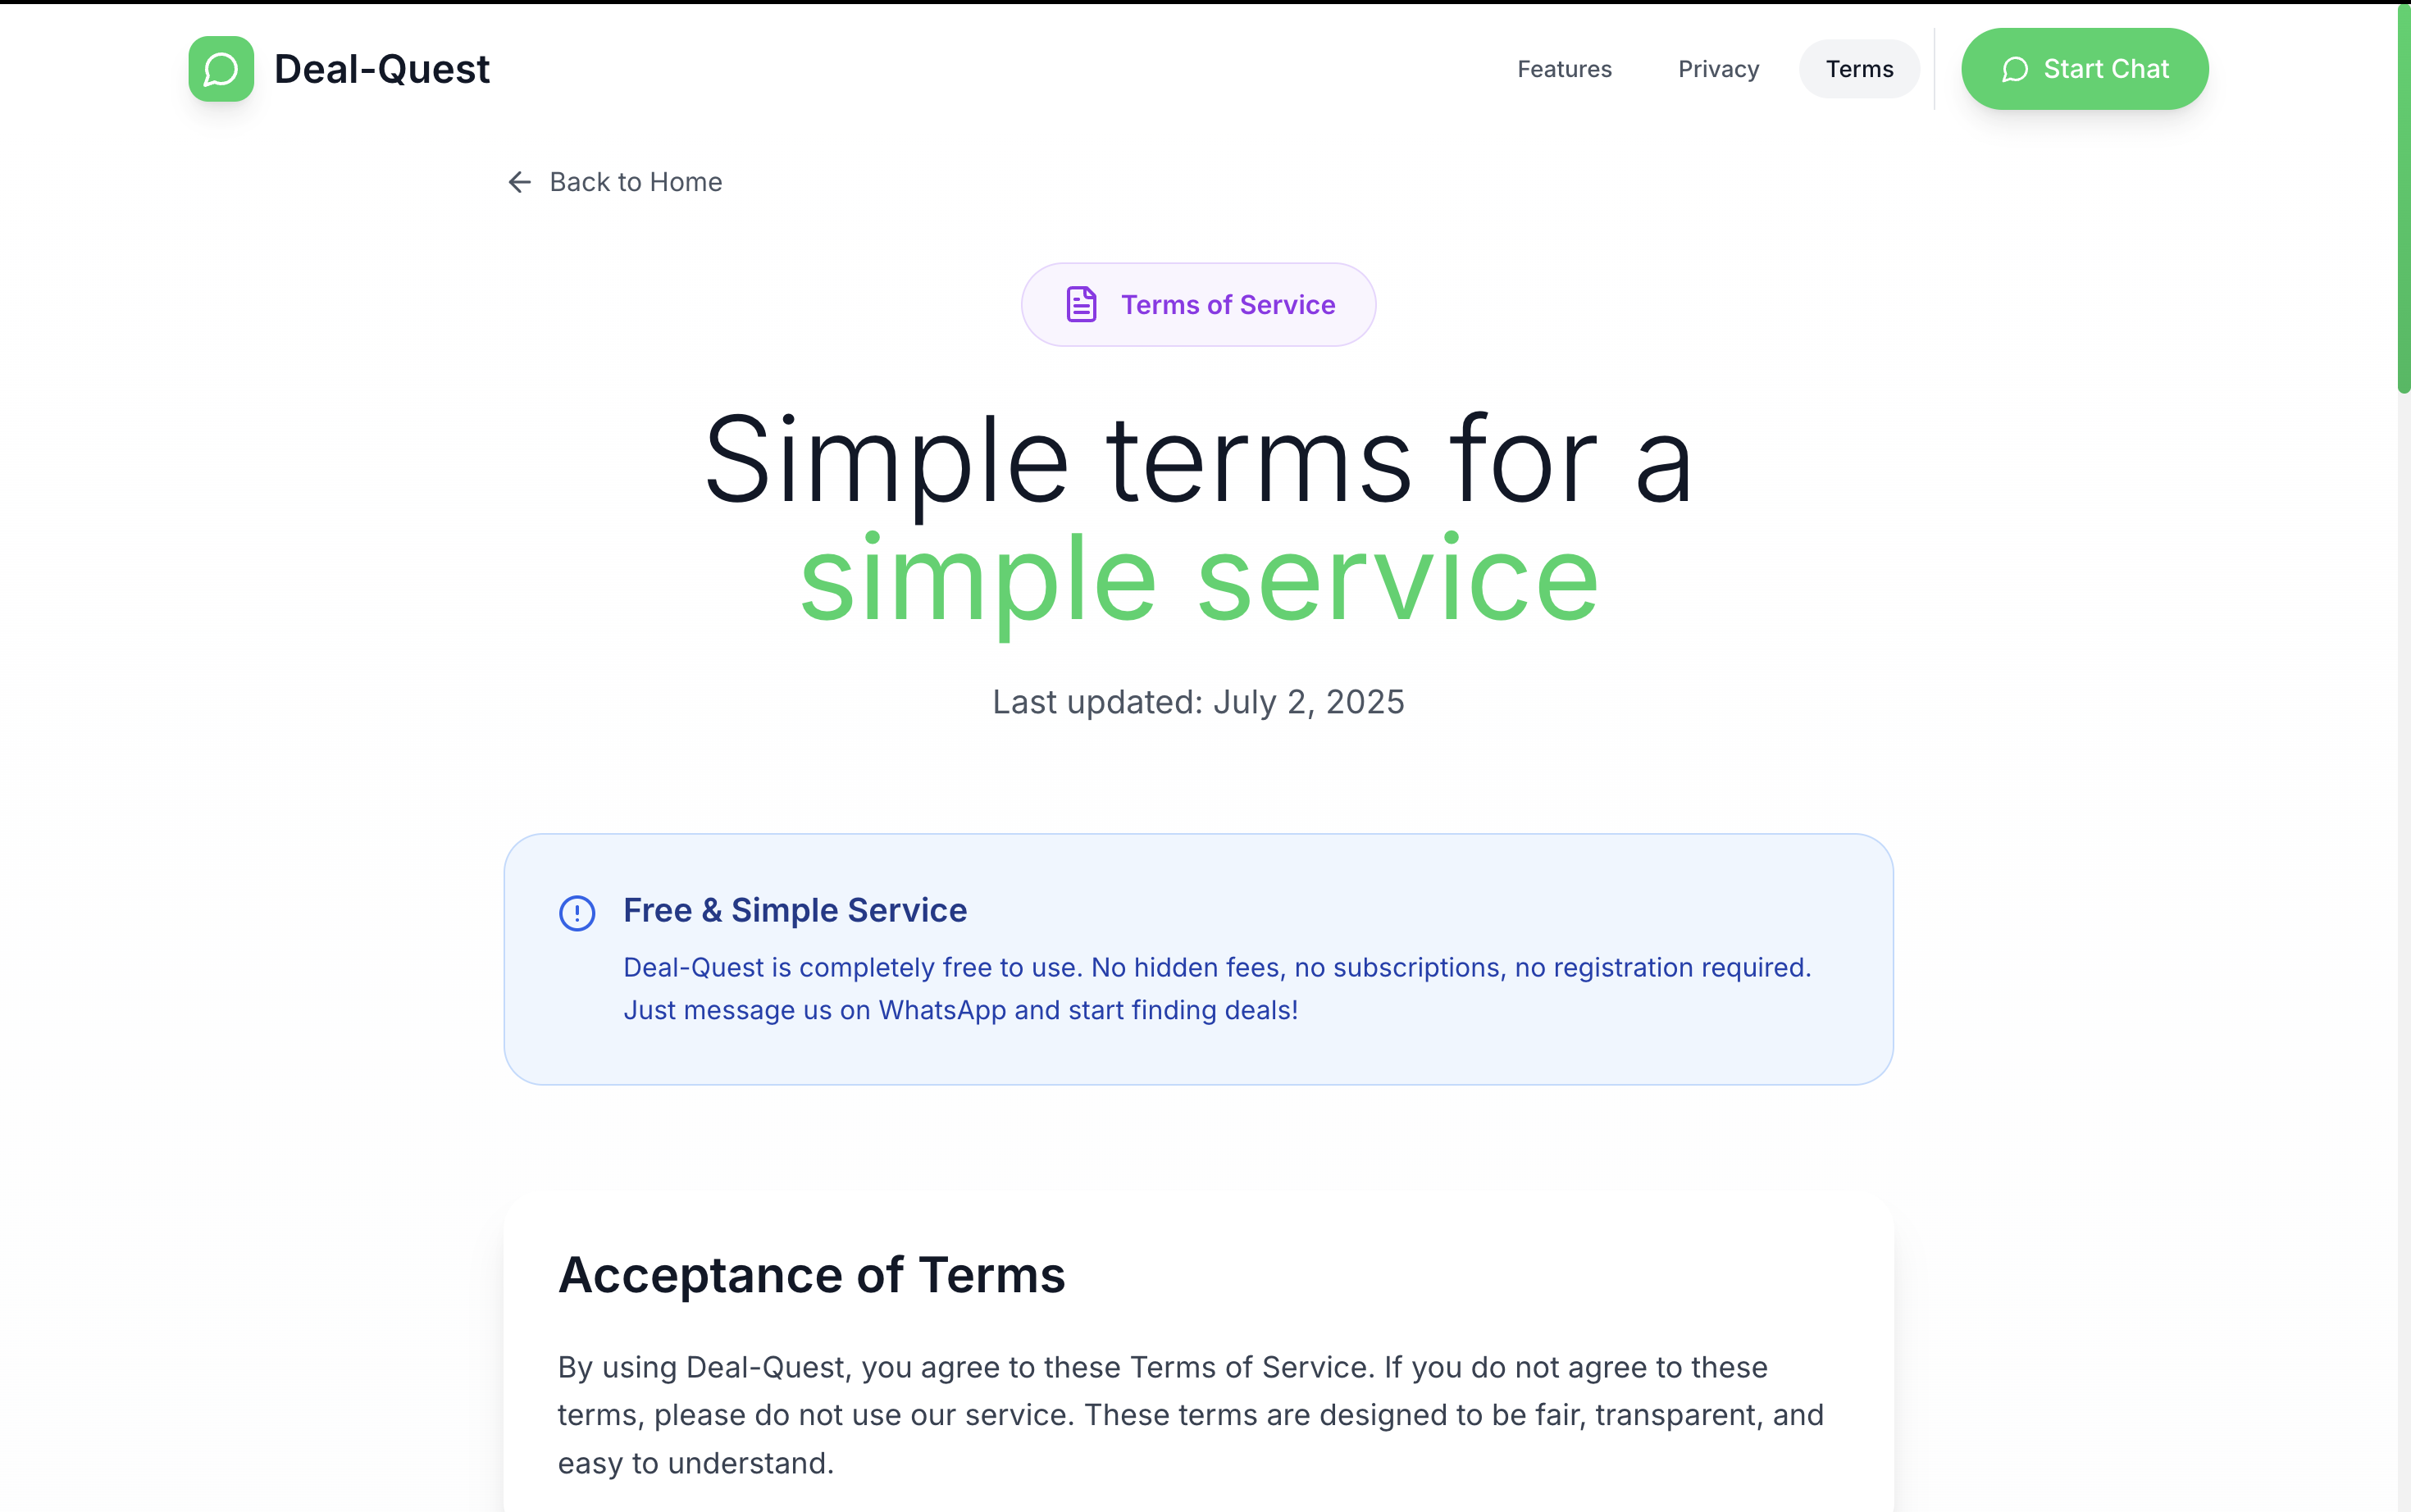 Deal-Quest
Features
Privacy
Terms
Start Chat
Back to Home
Terms of Service
Simple terms for a
simple service
Last updated: July 2, 2025
Free & Simple Service
Deal-Quest is completely free to use. No hidden fees, no subscriptions, no registration required.
Just message us on WhatsApp and start finding deals!
Acceptance of Terms
By using Deal-Quest, you agree to these Terms of Service. If you do not agree to these
terms, please do not use our service. These terms are designed to be fair, transparent, and
easy to understand.